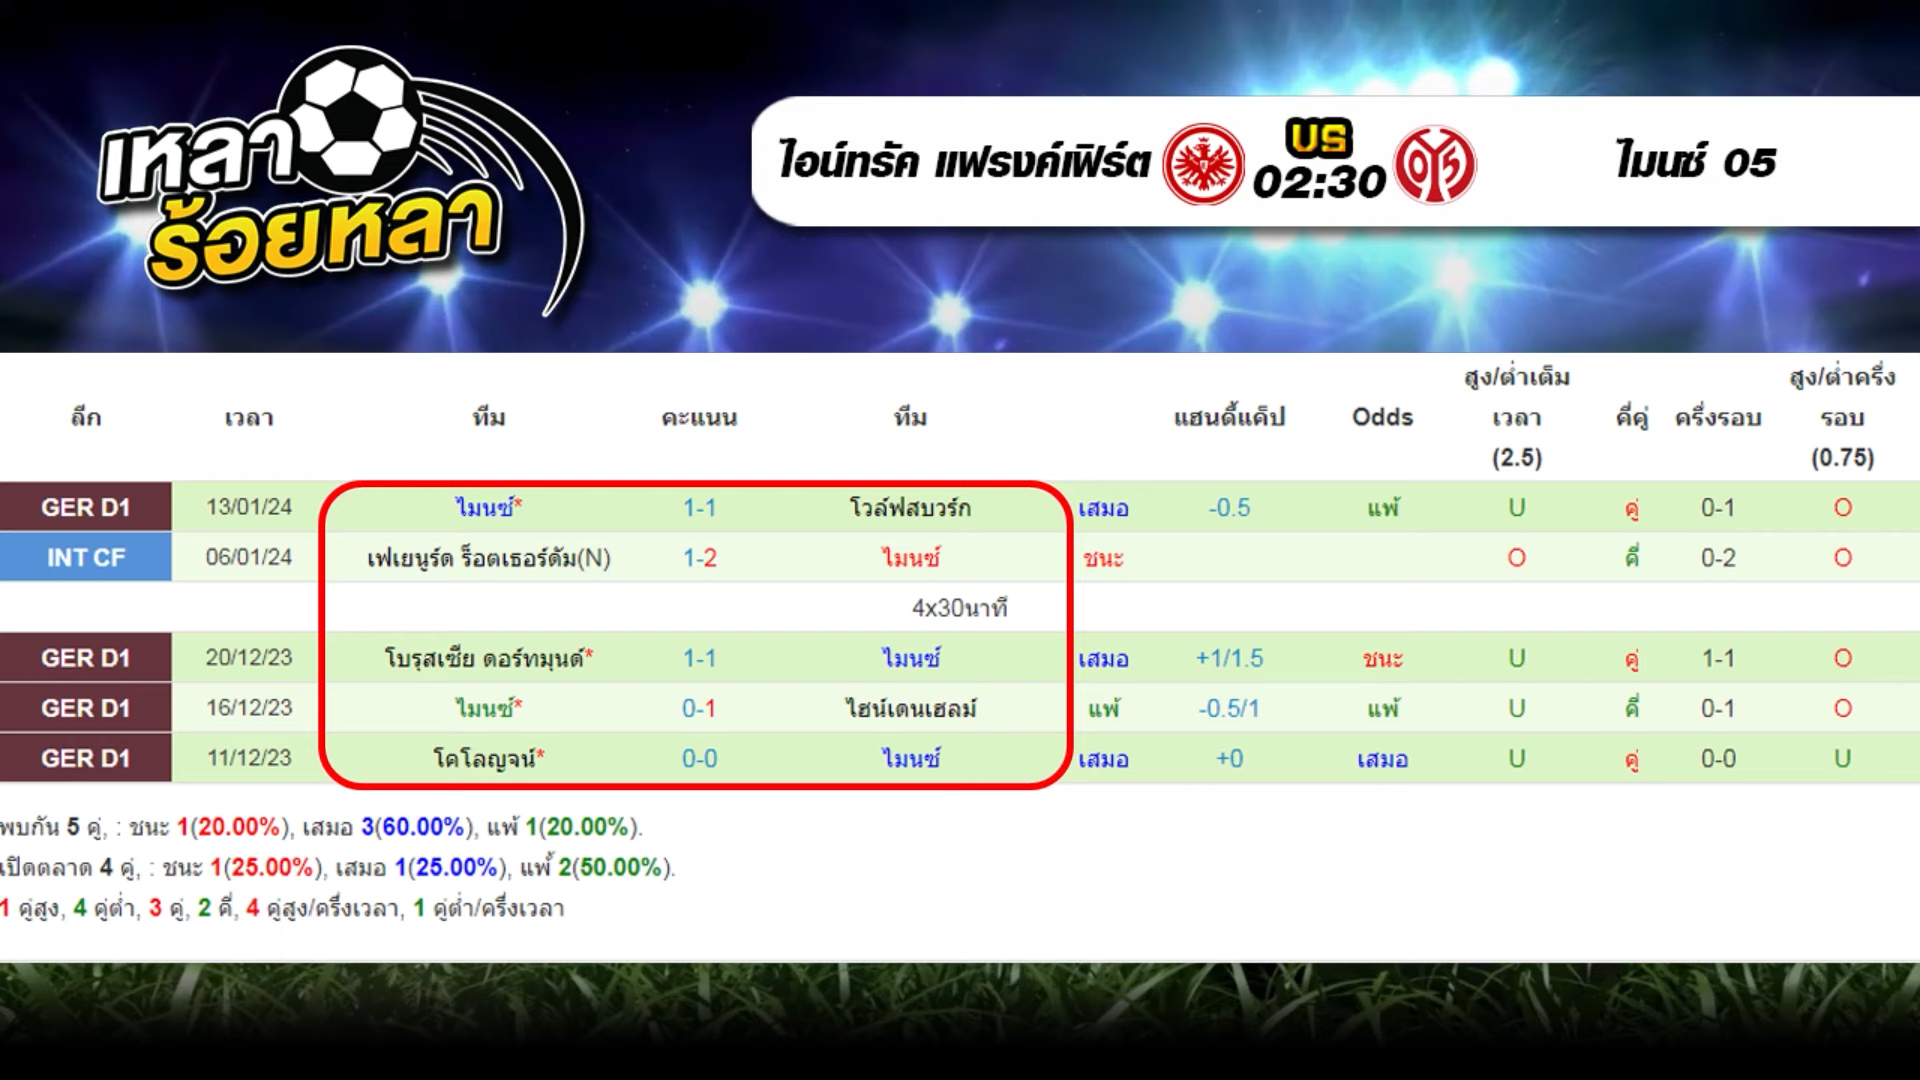 เหลา
ร้อยหลา
ไอน์ทรัค แฟรงค์เฟิร์ต US 02:30 05 ไมนซ์ 05
ลีก เวลา ทีม คะแนน ทีม แฮนดี้แค็ป Odds สูง/ต่ำเต็มเวลา (2.5) คี่คู่ ครึ่งรอบ สูง/ต่ำครึ่งรอบ (0.75)
GER D1 13/01/24 ไมนซ์* 1-1 โวล์ฟสบวร์ก เสมอ -0.5 แพ้ U คู่ 0-1 O
INT CF 06/01/24 เฟเยนูร์ด ร็อตเธอร์ดัม(N) 1-2 ไมนซ์ ชนะ O คี่ 0-2 O
4x30นาที
GER D1 20/12/23 โบรุสเซีย ดอร์ทมุนด์* 1-1 ไมนซ์ เสมอ +1/1.5 ชนะ U คู่ 1-1 O
GER D1 16/12/23 ไมนซ์* 0-1 ไฮน์เดนเฮลม์ แพ้ -0.5/1 แพ้ U คี่ 0-1 O
GER D1 11/12/23 โคโลญจน์* 0-0 ไมนซ์ เสมอ +0 เสมอ U คู่ 0-0 U
พบกัน 5 คู่, : ชนะ 1(20.00%), เสมอ 3(60.00%), แพ้ 1(20.00%).
เปิดตลาด 4 คู่, : ชนะ 1(25.00%), เสมอ 1(25.00%), แพ้ 2(50.00%).
1 คู่สูง, 4 คู่ต่ำ, 3 คู่, 2 คี่, 4 คู่สูง/ครึ่งเวลา, 1 คู่ต่ำ/ครึ่งเวลา